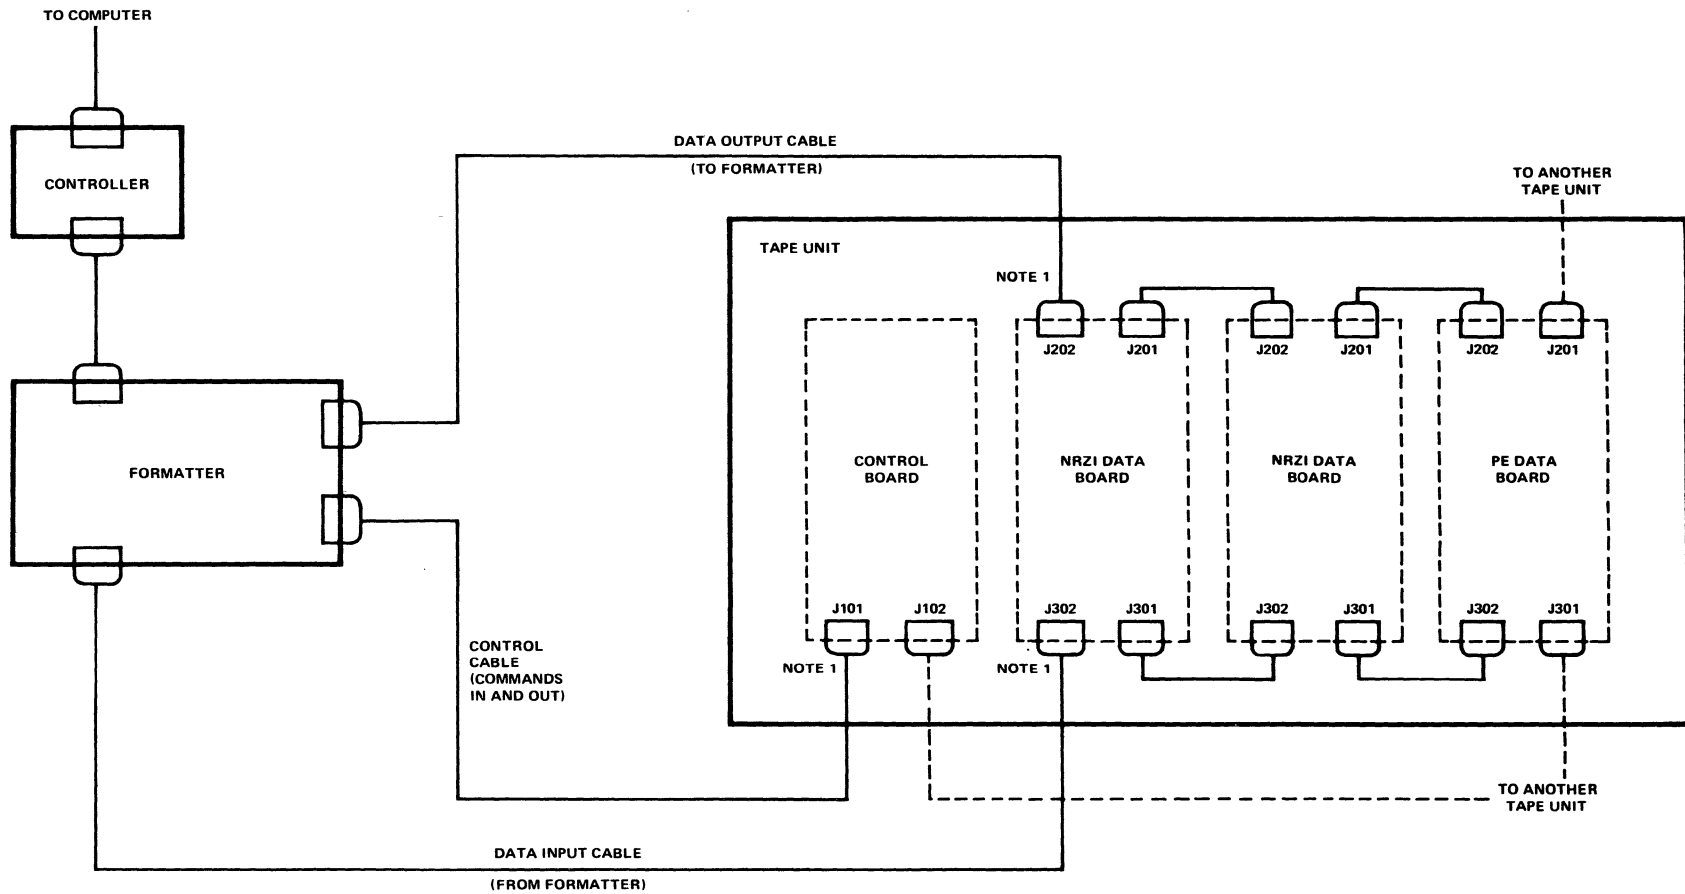 TO COMPUTER
CONTROLLER
FORMATTER
DATA OUTPUT CABLE
(TO FORMATTER)
CONTROL
CABLE
(COMMANDS
IN AND OUT)
DATA INPUT CABLE
(FROM FORMATTER)
TAPE UNIT
TO ANOTHER
TAPE UNIT
NOTE 1
J202
J201
J202
J201
J202
J201
CONTROL
BOARD
NRZI DATA
BOARD
NRZI DATA
BOARD
PE DATA
BOARD
J101
J102
J302
J301
J302
J301
J302
J301
NOTE 1
NOTE 1
TO ANOTHER
TAPE UNIT